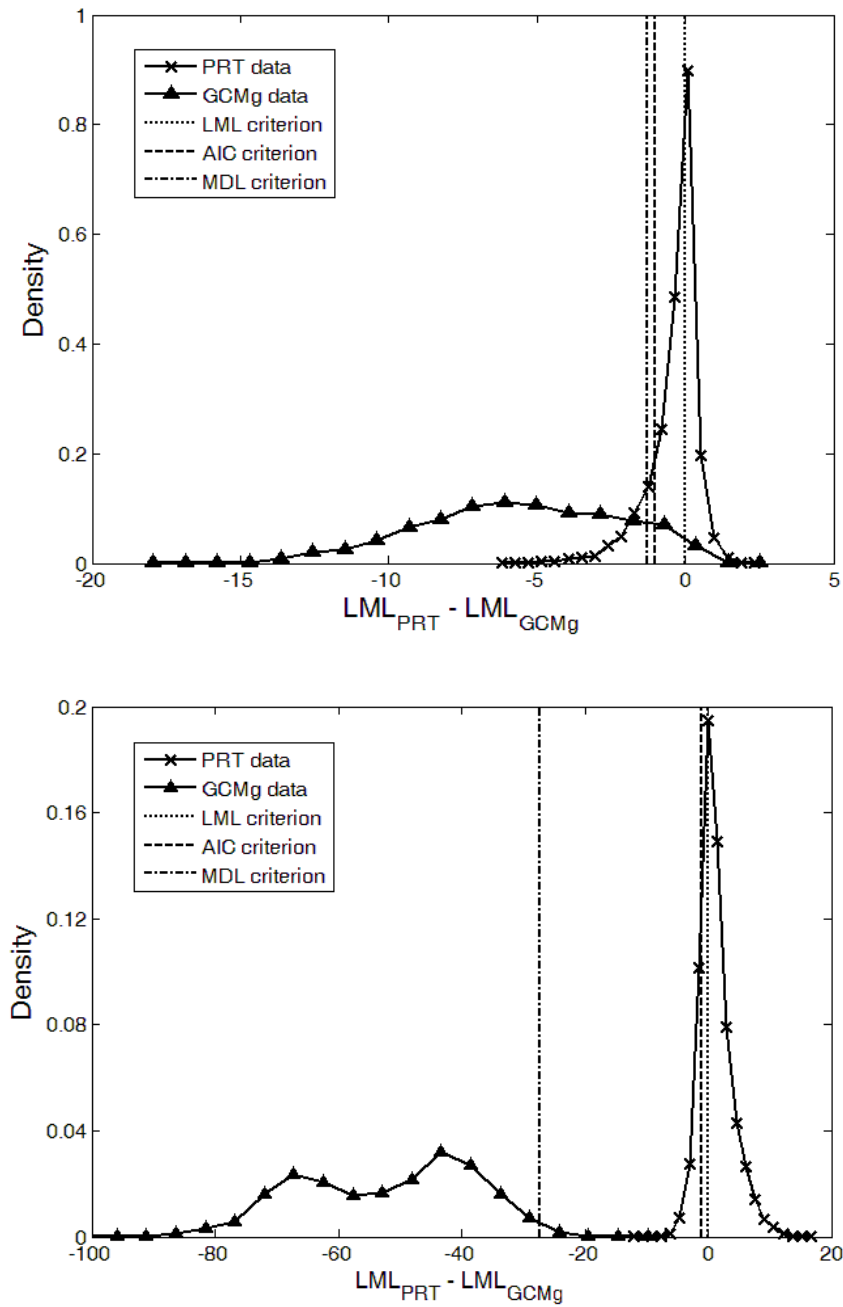 1
PRT data
GCMg data
LML criterion
AIC criterion
MDL criterion
0.8
0.6
Density
0.4
0.2
0
-20 -15 -10 -5 0 5
LML_PRT - LML_GCMg
0.2
PRT data
GCMg data
LML criterion
AIC criterion
MDL criterion
0.16
0.12
Density
0.08
0.04
0
-100 -80 -60 -40 -20 0 20
LML_PRT - LML_GCMg